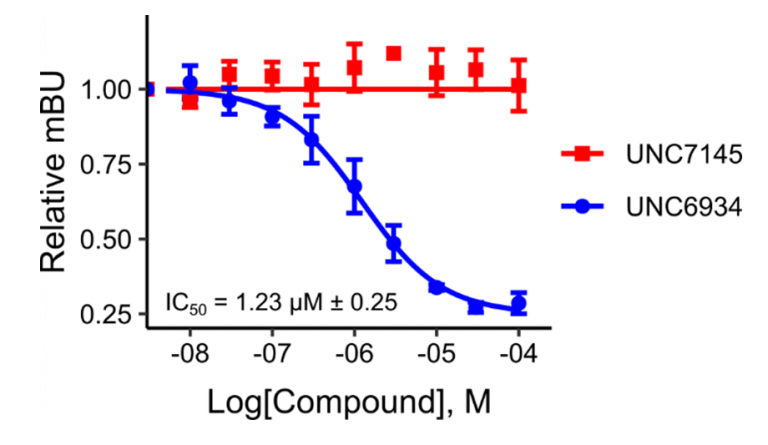 Relative mBU
1.00
0.75
0.50
0.25
IC50 = 1.23 µM ± 0.25
-08 -07 -06 -05 -04
Log[Compound], M
UNC7145
UNC6934